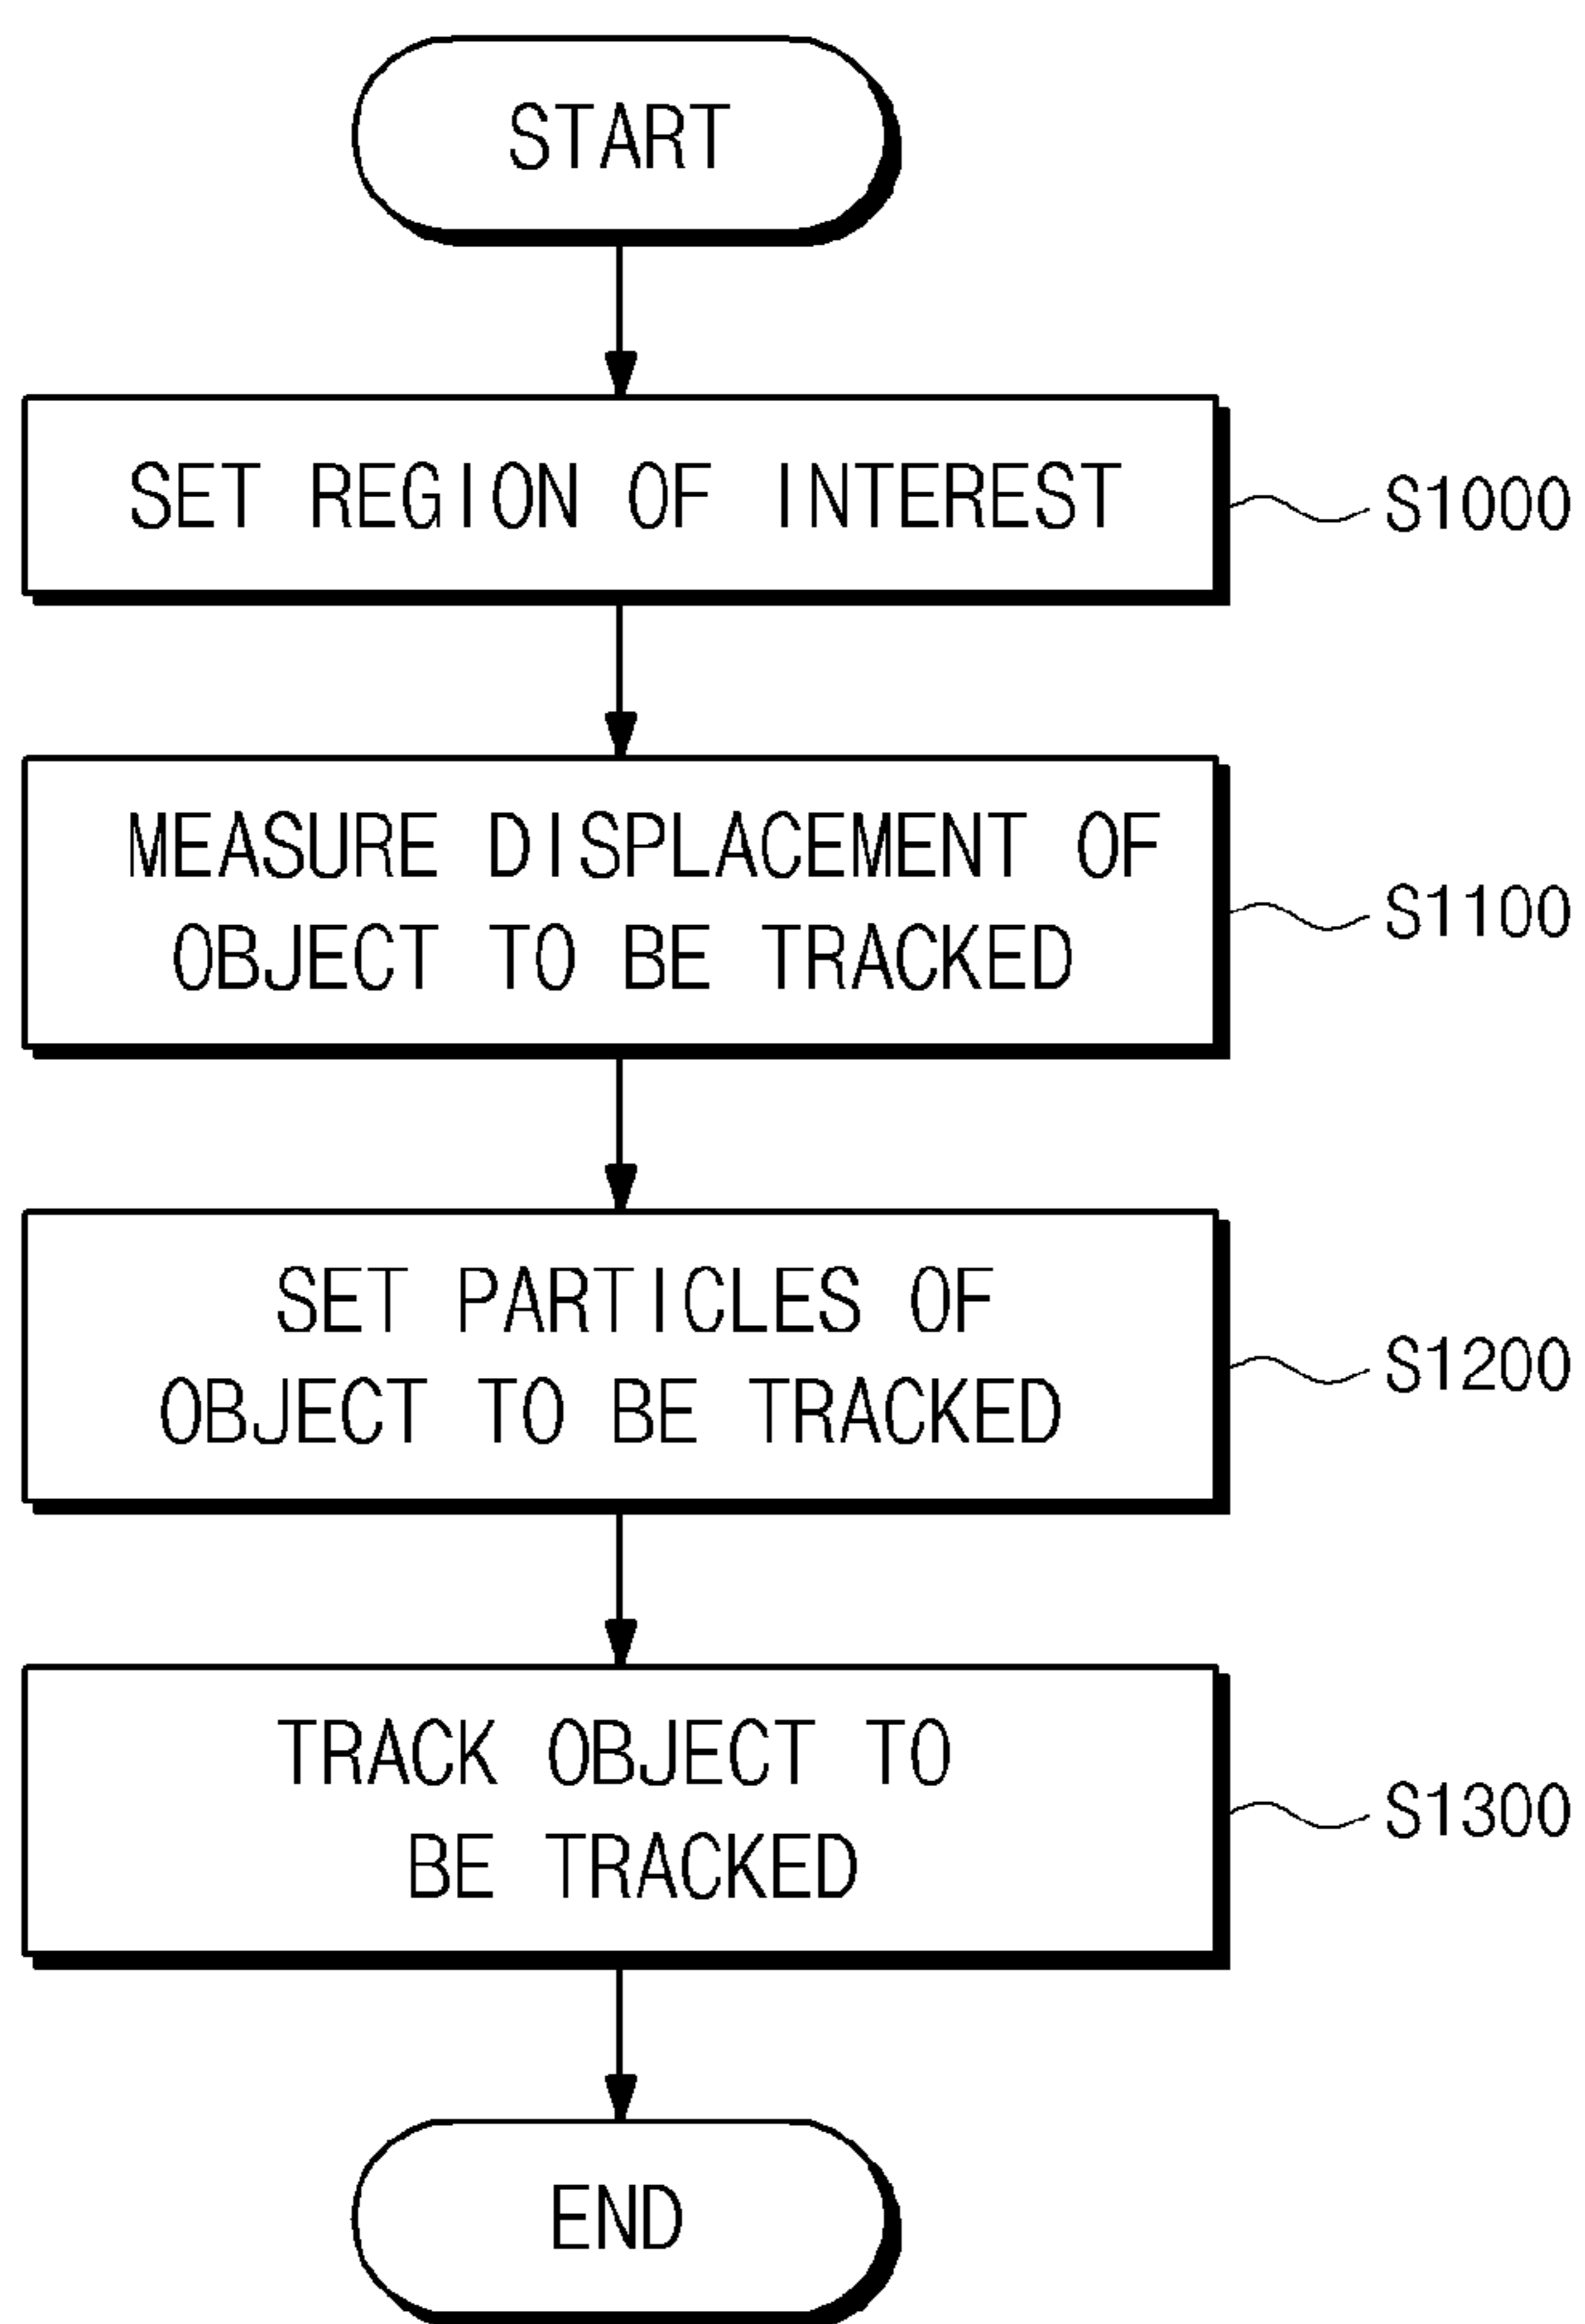 START
SET REGION OF INTEREST
S1000
MEASURE DISPLACEMENT OF
OBJECT TO BE TRACKED
S1100
SET PARTICLES OF
OBJECT TO BE TRACKED
S1200
TRACK OBJECT TO
BE TRACKED
S1300
END